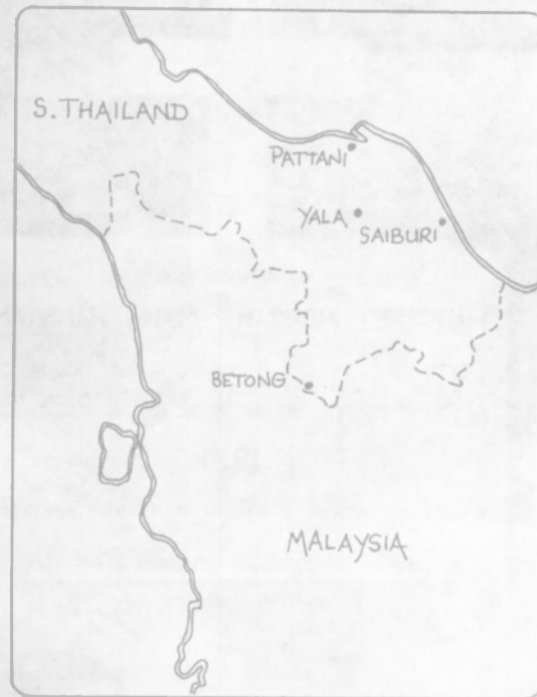 S. THAILAND
PATTANI
YALA
SAIBURI
BETONG
MALAYSIA